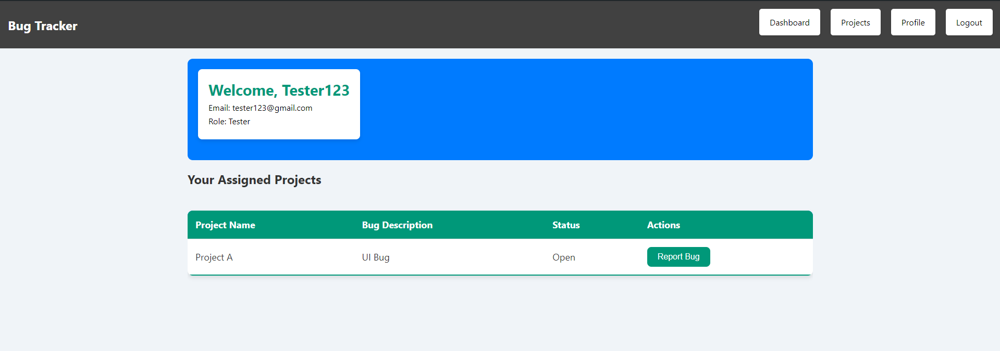 Bug Tracker
Dashboard
Projects
Profile
Logout
Welcome, Tester123
Email: tester123@gmail.com
Role: Tester
Your Assigned Projects
Project Name Bug Description Status Actions
Project A UI Bug Open Report Bug